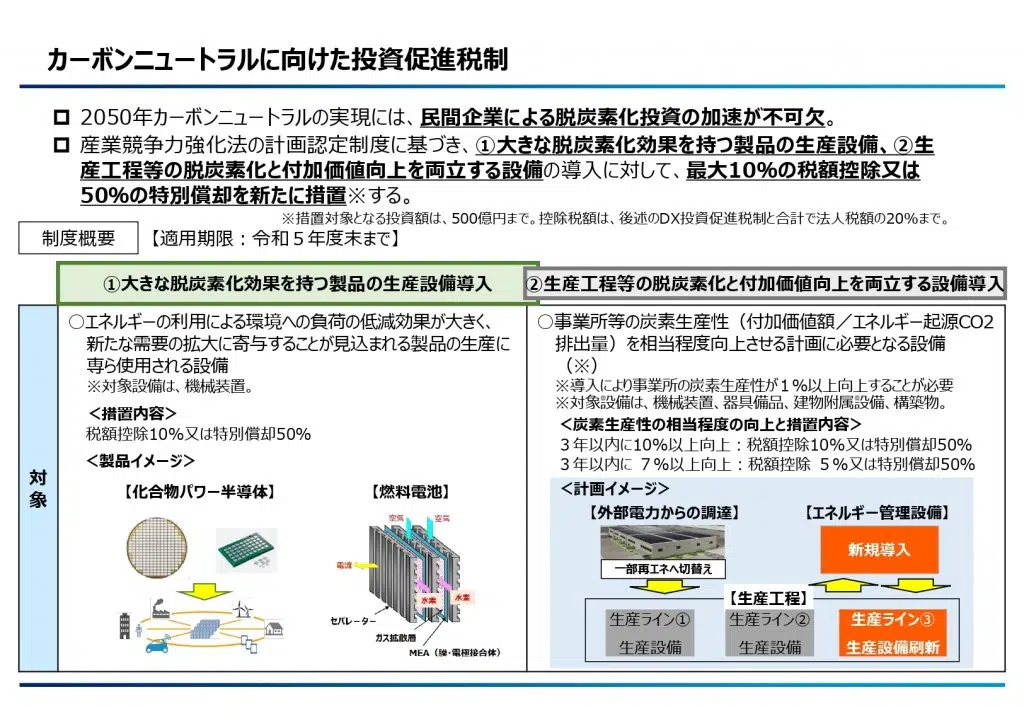 カーボンニュートラルに向けた投資促進税制
□ 2050年カーボンニュートラルの実現には、民間企業による脱炭素化投資の加速が不可欠。
□ 産業競争力強化法の計画認定制度に基づき、①大きな脱炭素化効果を持つ製品の生産設備、②生
産工程等の脱炭素化と付加価値向上を両立する設備の導入に対して、最大10%の税額控除又は
50%の特別償却を新たに措置※する。
※措置対象となる投資額は、500億円まで。控除税額は、後述のDX投資促進税制と合計で法人税額の20%まで。
制度概要 【適用期限：令和５年度末まで】
①大きな脱炭素化効果を持つ製品の生産設備導入
②生産工程等の脱炭素化と付加価値向上を両立する設備導入
対象
○エネルギーの利用による環境への負荷の低減効果が大きく、
新たな需要の拡大に寄与することが見込まれる製品の生産に
専ら使用される設備
※対象設備は、機械装置。
＜措置内容＞
税額控除10%又は特別償却50%
＜製品イメージ＞
【化合物パワー半導体】
【燃料電池】
空気
空気
電流
水素
水素
セパレーター
ガス拡散層
MEA（膜・電極接合体）
○事業所等の炭素生産性（付加価値額／エネルギー起源CO2
排出量）を相当程度向上させる計画に必要となる設備
（※）
※導入により事業所の炭素生産性が１%以上向上することが必要
※対象設備は、機械装置、器具備品、建物附属設備、構築物。
＜炭素生産性の相当程度の向上と措置内容＞
３年以内に10%以上向上：税額控除10%又は特別償却50%
３年以内に ７%以上向上：税額控除 ５%又は特別償却50%
＜計画イメージ＞
【外部電力からの調達】
【エネルギー管理設備】
新規導入
一部再エネへ切替え
【生産工程】
生産ライン①
生産設備
生産ライン②
生産設備
生産ライン③
生産設備刷新